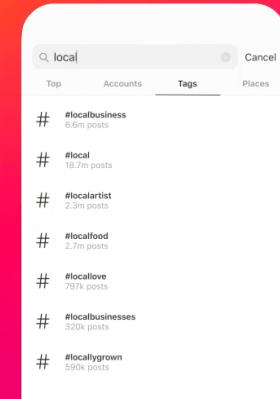 local
Cancel
Top Accounts Tags Places
#localbusiness
6.6m posts
#local
18.7m posts
#localartist
2.3m posts
#localfood
2.7m posts
#locallove
797k posts
#localbusinesses
320k posts
#locallygrown
590k posts